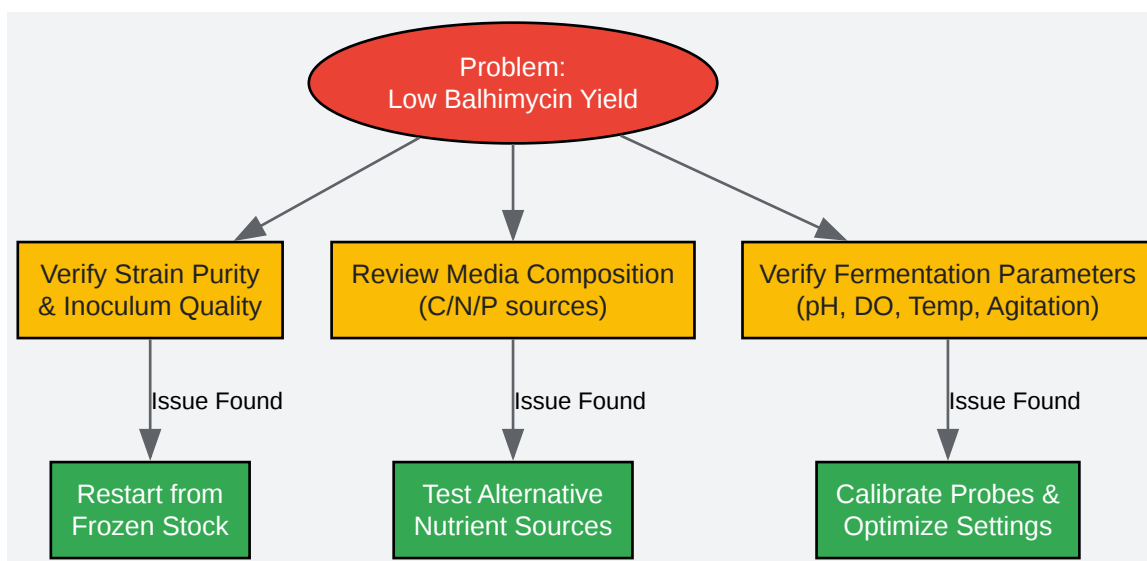 Problem:
Low Balhimycin Yield
Verify Strain Purity
& Inoculum Quality
Review Media Composition
(C/N/P sources)
Verify Fermentation Parameters
(pH, DO, Temp, Agitation)
Issue Found
Issue Found
Issue Found
Restart from
Frozen Stock
Test Alternative
Nutrient Sources
Calibrate Probes &
Optimize Settings